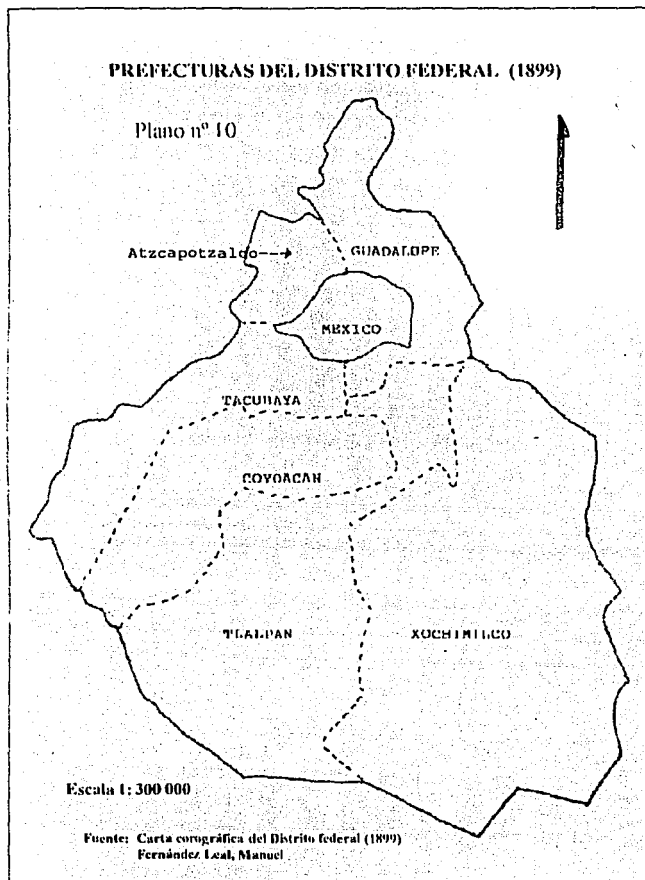 PREFECTURAS DEL DISTRITO FEDERAL (1899)
Plano nº 10
Atzcapotzalco--->
GUADALOPE
MEXICO
TACUBAYA
COYOACAN
TLALPAN
XOCHIMILCO
Escala 1: 300 000
Fuente: Carta corográfica del Distrito federal (1899)
Fernández Leal, Manuel